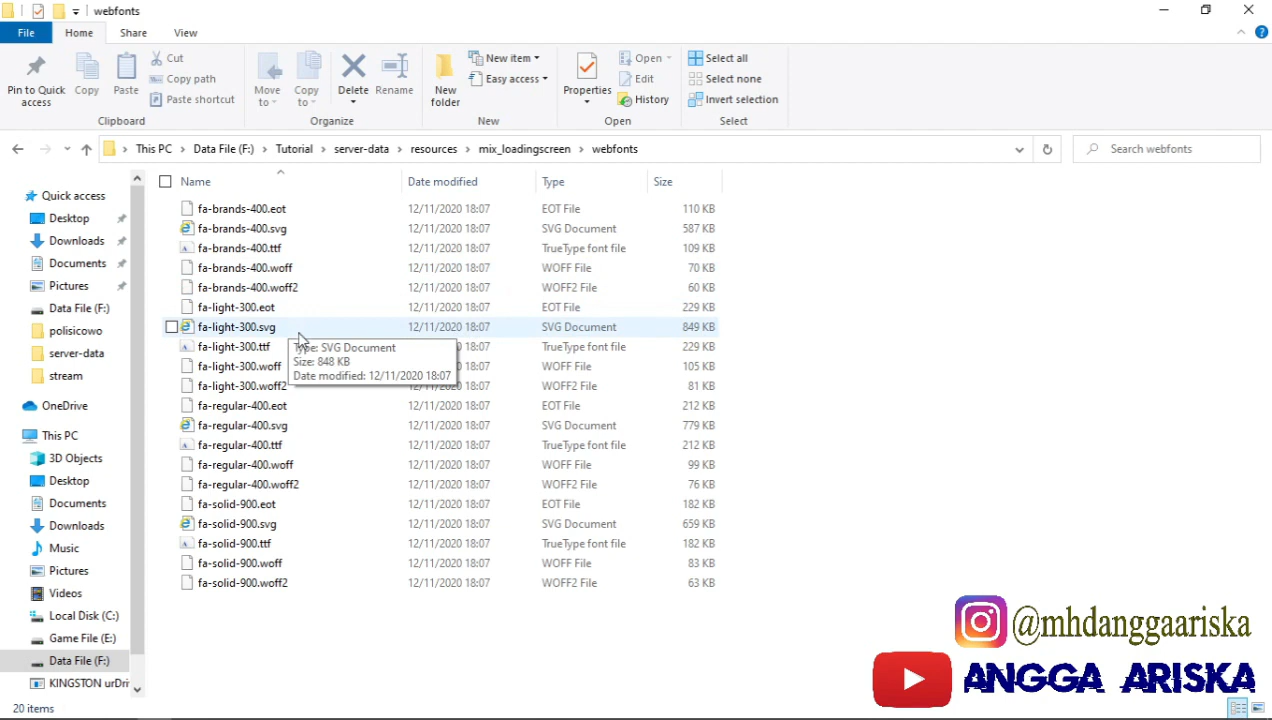 webfonts
File Home Share View
Pin to Quick access
Copy
Paste
Cut
Copy path
Paste shortcut
Clipboard
Move to
Copy to
Delete
Rename
Organize
New folder
New item
Easy access
New
Properties
Open
Edit
History
Open
Select all
Select none
Invert selection
Select
This PC > Data File (F:) > Tutorial > server-data > resources > mix_loadingscreen > webfonts
Search webfonts
Quick access
Desktop
Downloads
Documents
Pictures
Data File (F:)
polisicowo
server-data
stream
OneDrive
This PC
3D Objects
Desktop
Documents
Downloads
Music
Pictures
Videos
Local Disk (C:)
Game File (E:)
Data File (F:)
KINGSTON urDri
Name Date modified Type Size
fa-brands-400.eot 12/11/2020 18:07 EOT File 110 KB
fa-brands-400.svg 12/11/2020 18:07 SVG Document 587 KB
fa-brands-400.ttf 12/11/2020 18:07 TrueType font file 109 KB
fa-brands-400.woff 12/11/2020 18:07 WOFF File 70 KB
fa-brands-400.woff2 12/11/2020 18:07 WOFF2 File 60 KB
fa-light-300.eot 12/11/2020 18:07 EOT File 229 KB
fa-light-300.svg 12/11/2020 18:07 SVG Document 849 KB
fa-light-300.ttf 12/11/2020 18:07 TrueType font file 229 KB
fa-light-300.woff 12/11/2020 18:07 WOFF File 105 KB
fa-light-300.woff2 12/11/2020 18:07 WOFF2 File 81 KB
Type: SVG Document
Size: 848 KB
Date modified: 12/11/2020 18:07
fa-regular-400.eot 12/11/2020 18:07 EOT File 212 KB
fa-regular-400.svg 12/11/2020 18:07 SVG Document 779 KB
fa-regular-400.ttf 12/11/2020 18:07 TrueType font file 212 KB
fa-regular-400.woff 12/11/2020 18:07 WOFF File 99 KB
fa-regular-400.woff2 12/11/2020 18:07 WOFF2 File 76 KB
fa-solid-900.eot 12/11/2020 18:07 EOT File 182 KB
fa-solid-900.svg 12/11/2020 18:07 SVG Document 659 KB
fa-solid-900.ttf 12/11/2020 18:07 TrueType font file 182 KB
fa-solid-900.woff 12/11/2020 18:07 WOFF File 83 KB
fa-solid-900.woff2 12/11/2020 18:07 WOFF2 File 63 KB
@mhdanggaariska
ANGGA ARISKA
20 items